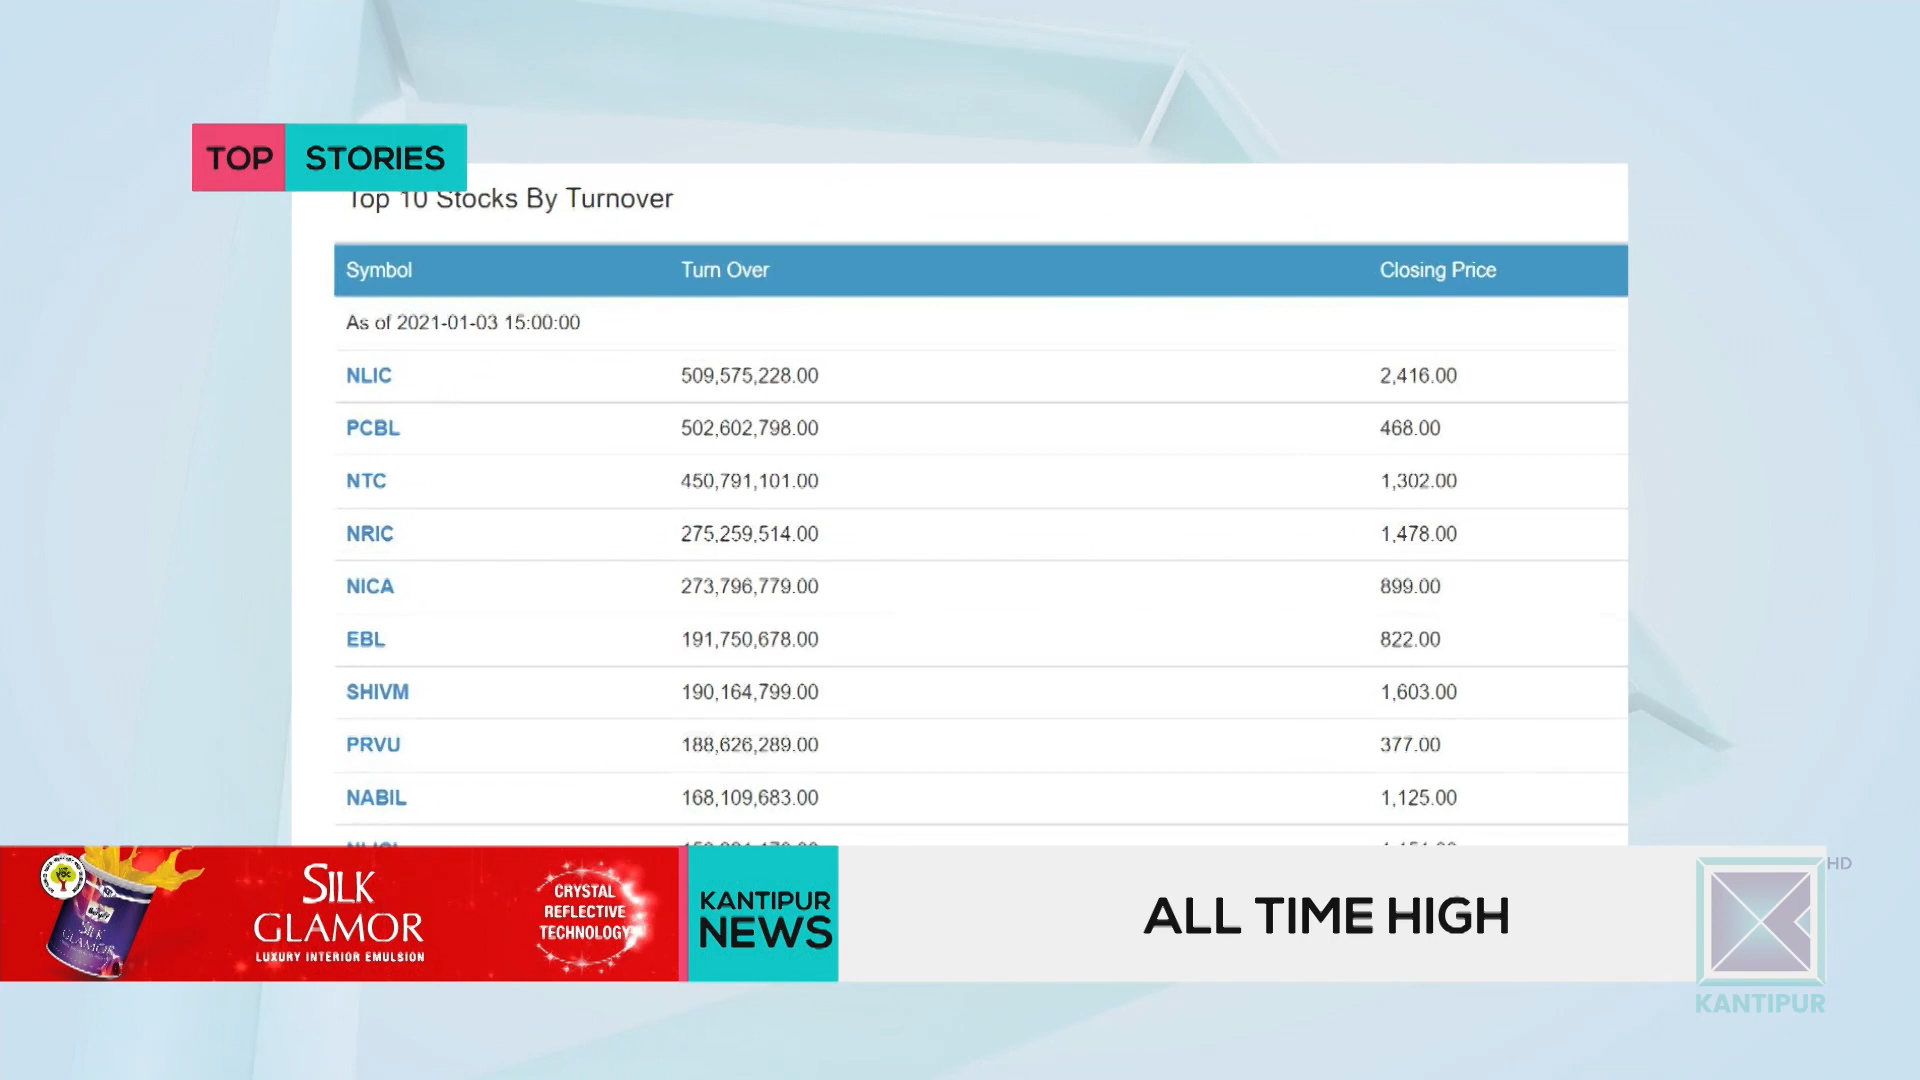 TOP STORIES
Top 10 Stocks By Turnover
Symbol Turn Over Closing Price
As of 2021-01-03 15:00:00
NLIC 509,575,228.00 2,416.00
PCBL 502,602,798.00 468.00
NTC 450,791,101.00 1,302.00
NRIC 275,259,514.00 1,478.00
NICA 273,796,779.00 899.00
EBL 191,750,678.00 822.00
SHIVM 190,164,799.00 1,603.00
PRVU 188,626,289.00 377.00
NABIL 168,109,683.00 1,125.00
SILK
GLAMOR
LUXURY INTERIOR EMULSION
CRYSTAL
REFLECTIVE
TECHNOLOGY
KANTIPUR
NEWS
ALL TIME HIGH
HD
KANTIPUR
VOC
SILK
GLAMOR